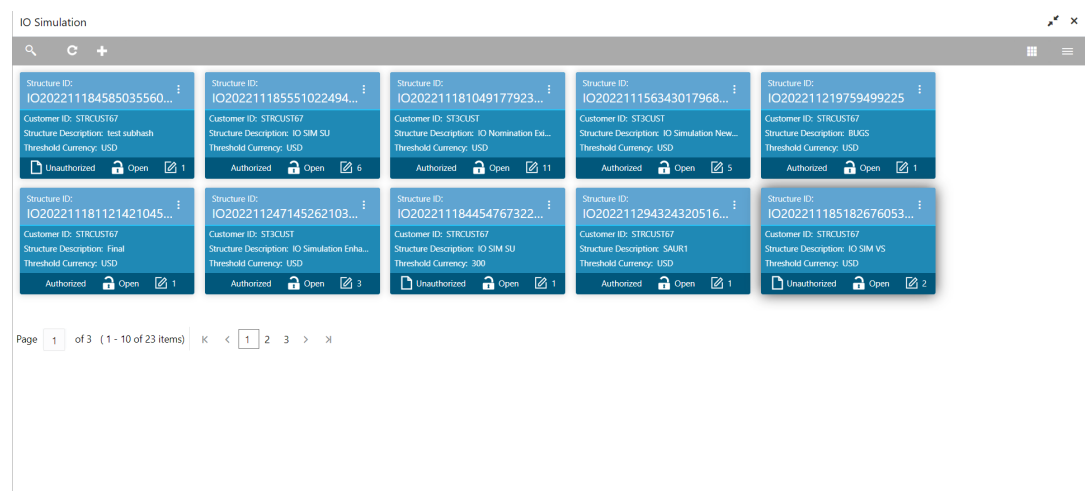 IO Simulation
Structure ID:
IO202211184585035560...
Customer ID: STRCUST67
Structure Description: test subhash
Threshold Currency: USD
Unauthorized Open 1
Structure ID:
IO202211185551022494...
Customer ID: STRCUST67
Structure Description: IO SIM SU
Threshold Currency: USD
Authorized Open 6
Structure ID:
IO202211181049177923...
Customer ID: ST3CUST
Structure Description: IO Nomination Exi...
Threshold Currency: USD
Authorized Open 11
Structure ID:
IO202211156343017968...
Customer ID: ST3CUST
Structure Description: IO Simulation New...
Threshold Currency: USD
Authorized Open 5
Structure ID:
IO202211219759499225
Customer ID: STRCUST67
Structure Description: BUGS
Threshold Currency: USD
Authorized Open 1
Structure ID:
IO202211181121421045...
Customer ID: STRCUST67
Structure Description: Final
Threshold Currency: USD
Authorized Open 1
Structure ID:
IO202211247145262103...
Customer ID: ST3CUST
Structure Description: IO Simulation Enha...
Threshold Currency: USD
Authorized Open 3
Structure ID:
IO202211184454767322...
Customer ID: STRCUST67
Structure Description: IO SIM SU
Threshold Currency: 300
Unauthorized Open 1
Structure ID:
IO202211294324320516...
Customer ID: STRCUST67
Structure Description: SAUR1
Threshold Currency: USD
Authorized Open 1
Structure ID:
IO202211185182676053...
Customer ID: STRCUST67
Structure Description: IO SIM VS
Threshold Currency: USD
Unauthorized Open 2
Page 1 of 3 ( 1 - 10 of 23 items) 1 2 3